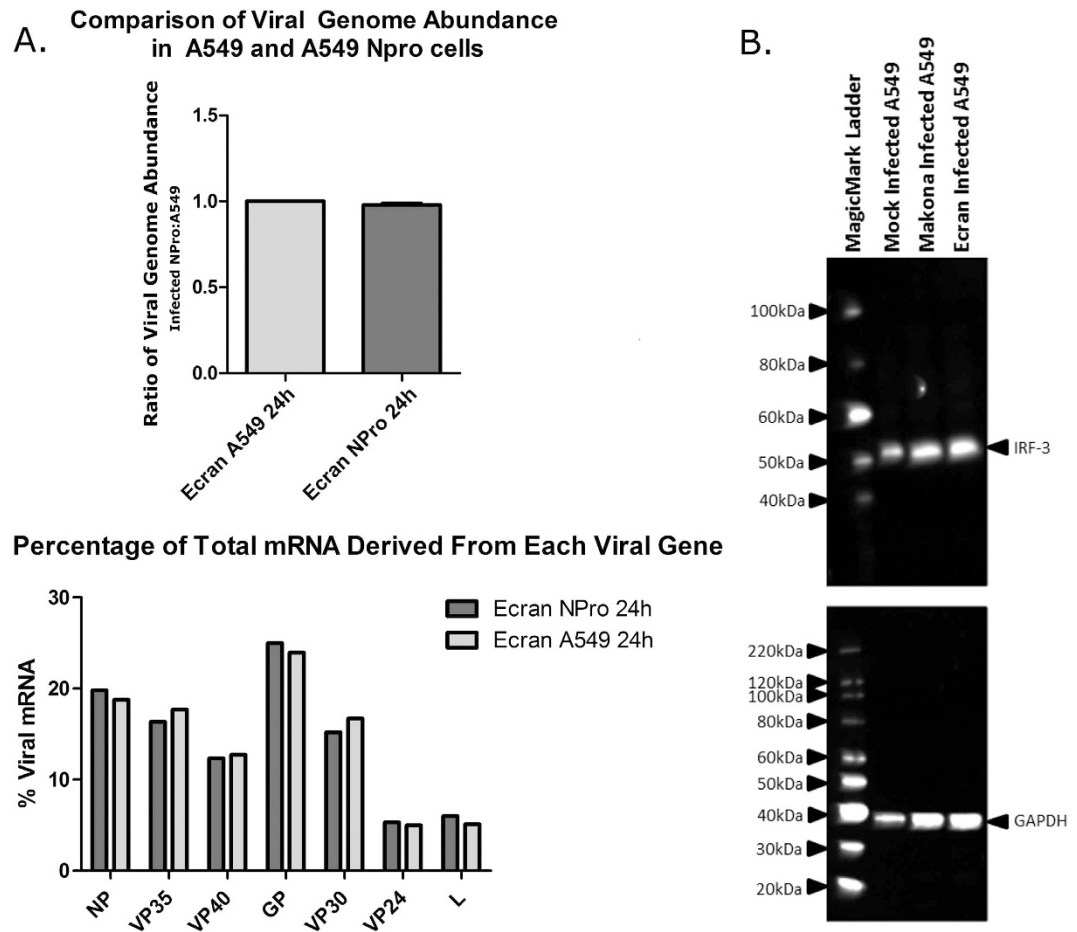 A.
Comparison of Viral Genome Abundance
in A549 and A549 Npro cells
Ratio of Viral Genome Abundance
Infected NPro:A549
1.5
1.0
0.5
0.0
Ecran A549 24h
Ecran NPro 24h
Percentage of Total mRNA Derived From Each Viral Gene
% Viral mRNA
30
20
10
0
Ecran NPro 24h
Ecran A549 24h
NP
VP35
VP40
GP
VP30
VP24
L
B.
MagicMark Ladder
Mock Infected A549
Makona Infected A549
Ecran Infected A549
100kDa
80kDa
60kDa
50kDa
40kDa
IRF-3
220kDa
120kDa
100kDa
80kDa
60kDa
50kDa
40kDa
30kDa
20kDa
GAPDH